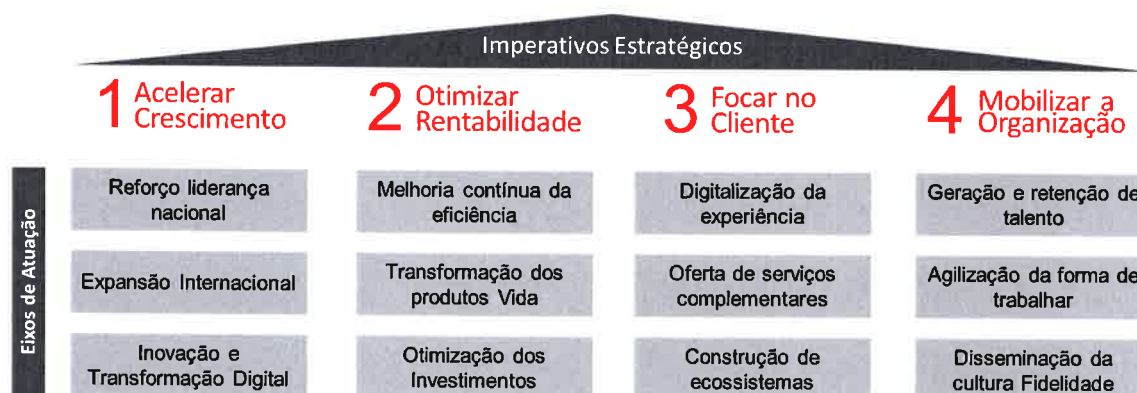 Imperativos Estratégicos
1 Acelerar
Crescimento
2 Otimizar
Rentabilidade
3 Focar no
Cliente
4 Mobilizar a
Organização
Eixos de Atuação
Reforço liderança
nacional
Melhoria contínua da
eficiência
Digitalização da
experiência
Geração e retenção de
talento
Expansão Internacional
Transformação dos
produtos Vida
Oferta de serviços
complementares
Agilização da forma de
trabalhar
Inovação e
Transformação Digital
Otimização dos
Investimentos
Construção de
ecossistemas
Disseminação da
cultura Fidelidade